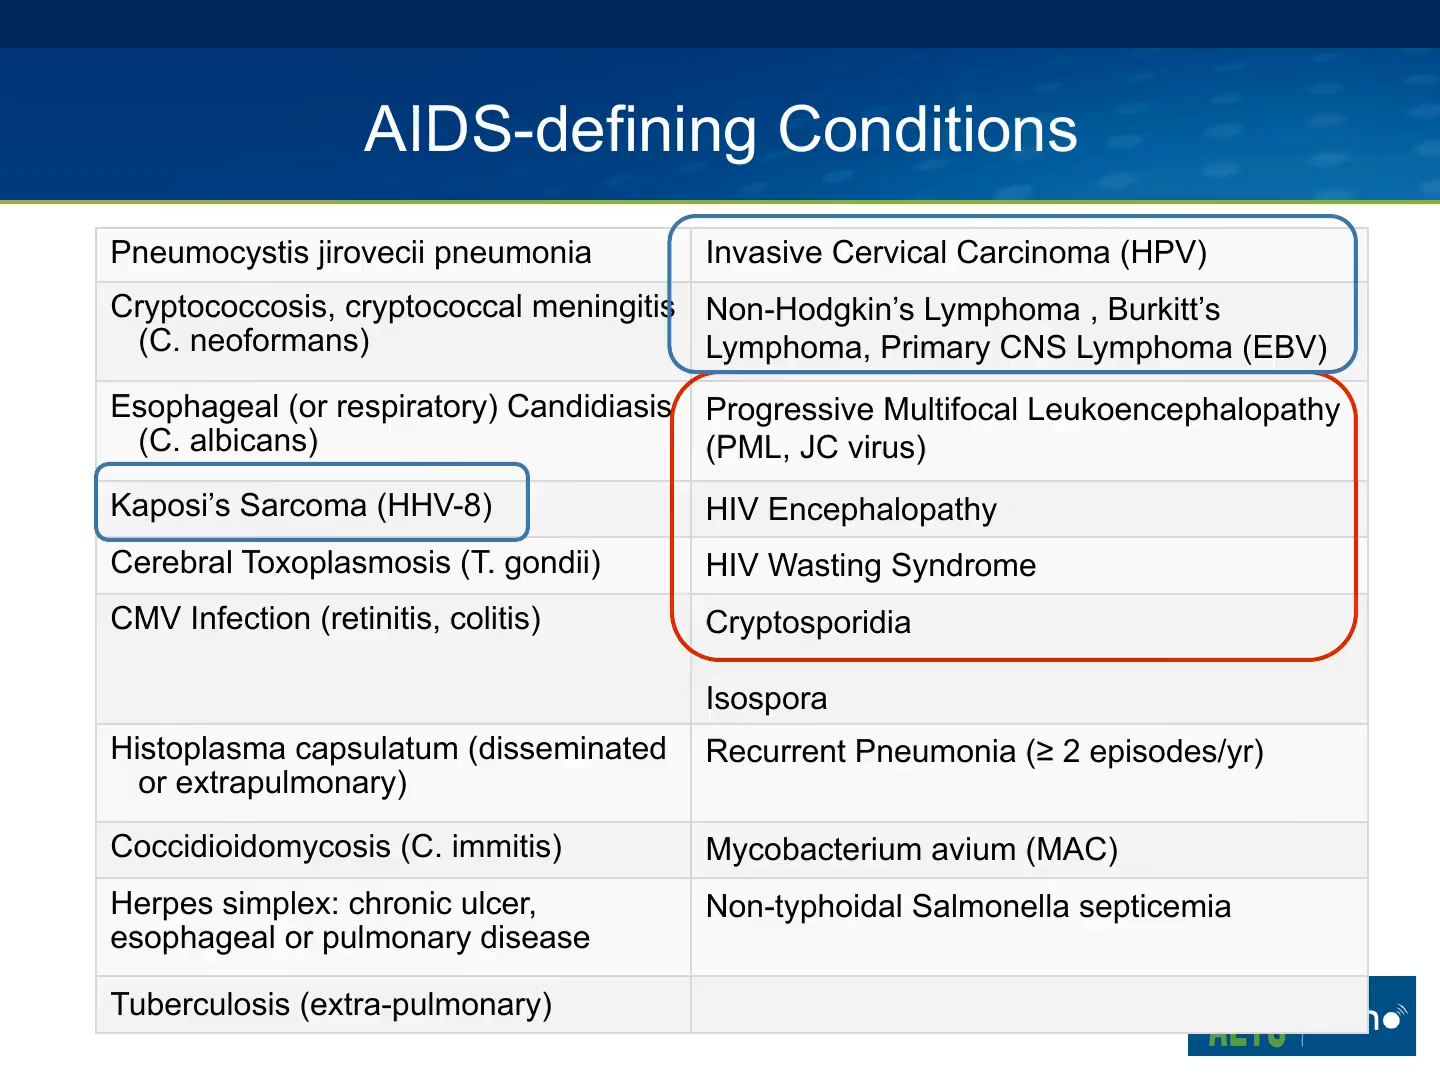 AIDS-defining Conditions
Pneumocystis jirovecii pneumonia
Invasive Cervical Carcinoma (HPV)
Cryptococcosis, cryptococcal meningitis
(C. neoformans)
Non-Hodgkin’s Lymphoma , Burkitt’s
Lymphoma, Primary CNS Lymphoma (EBV)
Esophageal (or respiratory) Candidiasis
(C. albicans)
Progressive Multifocal Leukoencephalopathy
(PML, JC virus)
Kaposi’s Sarcoma (HHV-8)
HIV Encephalopathy
Cerebral Toxoplasmosis (T. gondii)
HIV Wasting Syndrome
CMV Infection (retinitis, colitis)
Cryptosporidia
Isospora
Histoplasma capsulatum (disseminated
or extrapulmonary)
Recurrent Pneumonia (≥ 2 episodes/yr)
Coccidioidomycosis (C. immitis)
Mycobacterium avium (MAC)
Herpes simplex: chronic ulcer,
esophageal or pulmonary disease
Non-typhoidal Salmonella septicemia
Tuberculosis (extra-pulmonary)